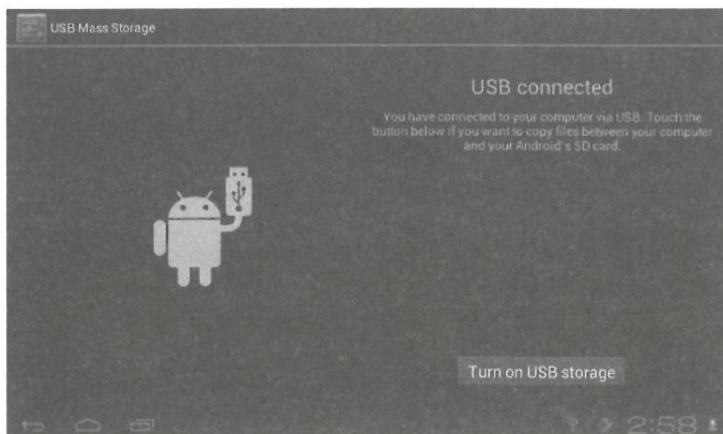 USB Mass Storage
USB connected
You have connected to your computer via USB. Touch the
button below if you want to copy files between your computer
and your Android's SD card.
Turn on USB storage
2:58